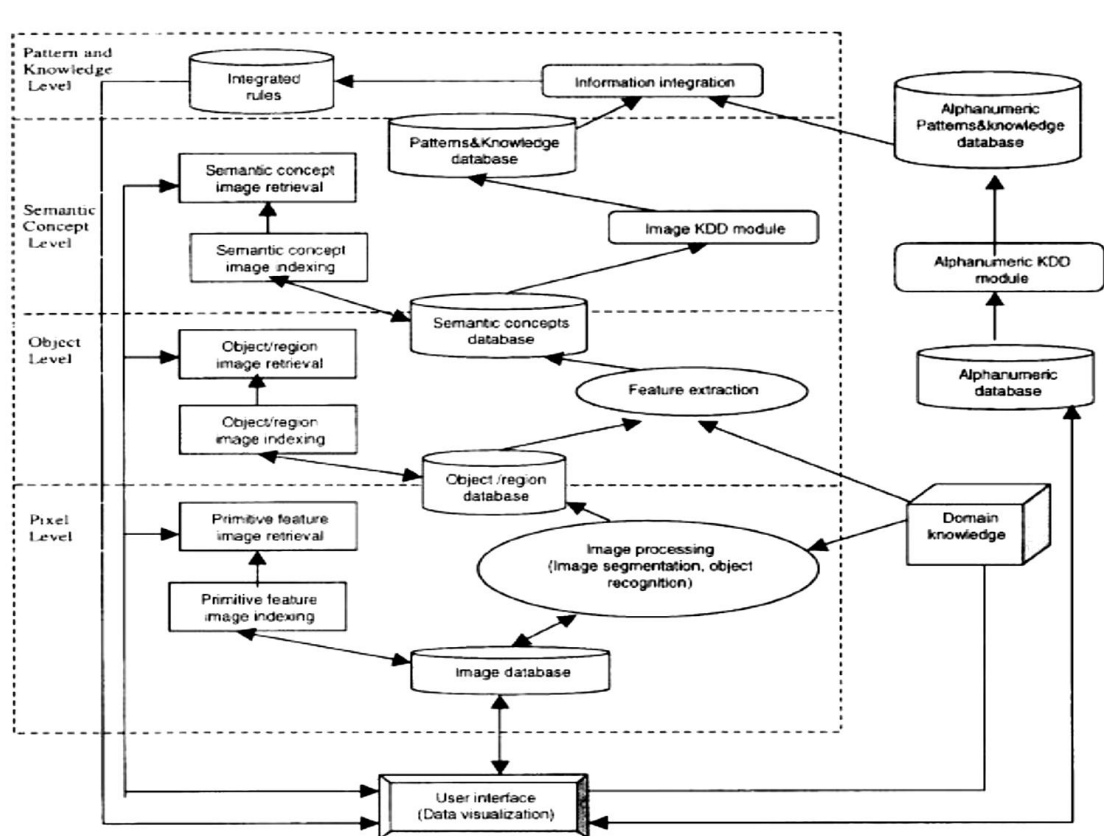 Pattern and
Knowledge Level
Integrated
rules
Information integration
Alphanumeric
Patterns&knowledge
database
Patterns&Knowledge
database
Semantic concept
image retrieval
Semantic
Concept
Level
Image KDD module
Semantic concept
image indexing
Alphanumeric KDD
module
Semantic concepts
database
Object
Level
Object/region
image retrieval
Alphanumeric
database
Feature extraction
Object/region
image indexing
Object /region
database
Pixel
Level
Primitive feature
image retrieval
Domain
knowledge
Image processing
(Image segmentation, object
recognition)
Primitive feature
image indexing
Image database
User interface
(Data visualization)